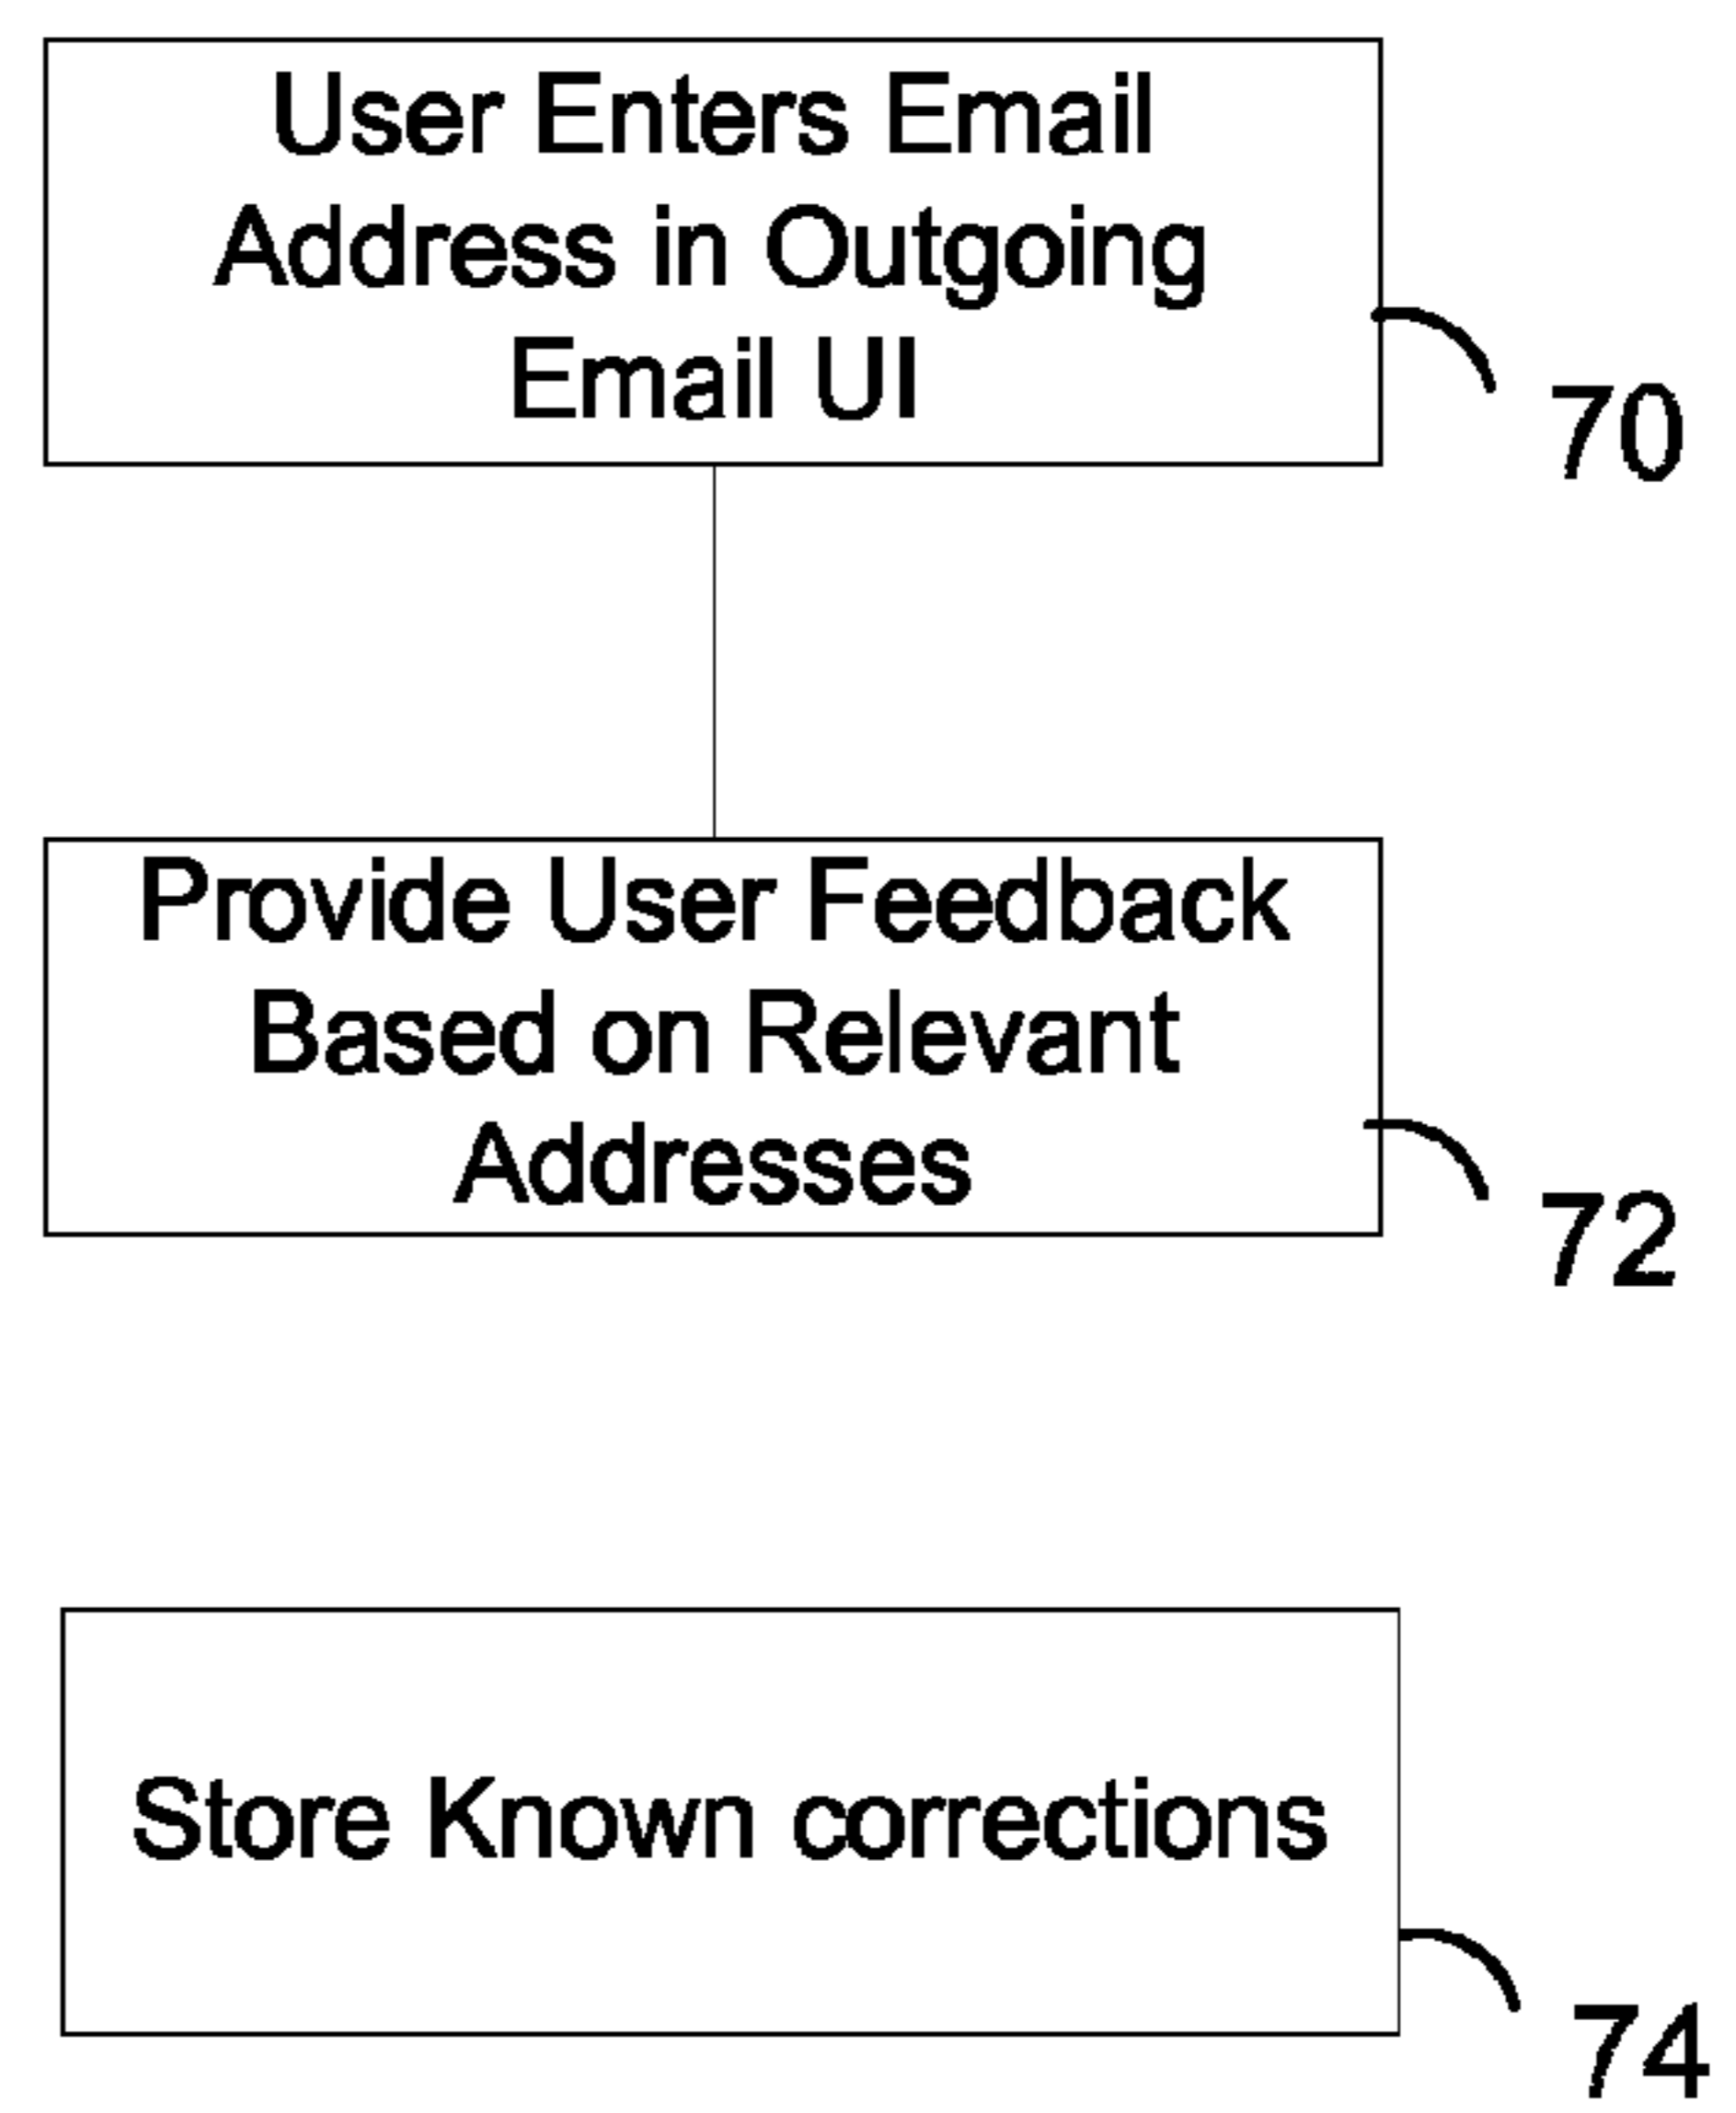 User Enters Email
Address in Outgoing
Email UI
70
Provide User Feedback
Based on Relevant
Addresses
72
Store Known corrections
74